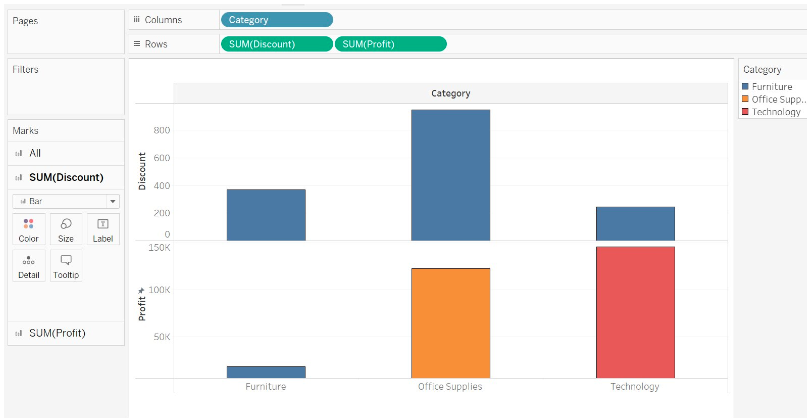 Pages
Columns
Category
Rows
SUM(Discount)
SUM(Profit)
Filters
Marks
All
SUM(Discount)
Bar
Color
Size
Label
Detail
Tooltip
SUM(Profit)
Category
Discount
800
600
400
200
0
Profit
150K
100K
50K
Furniture
Office Supplies
Technology
Category
Furniture
Office Supp..
Technology